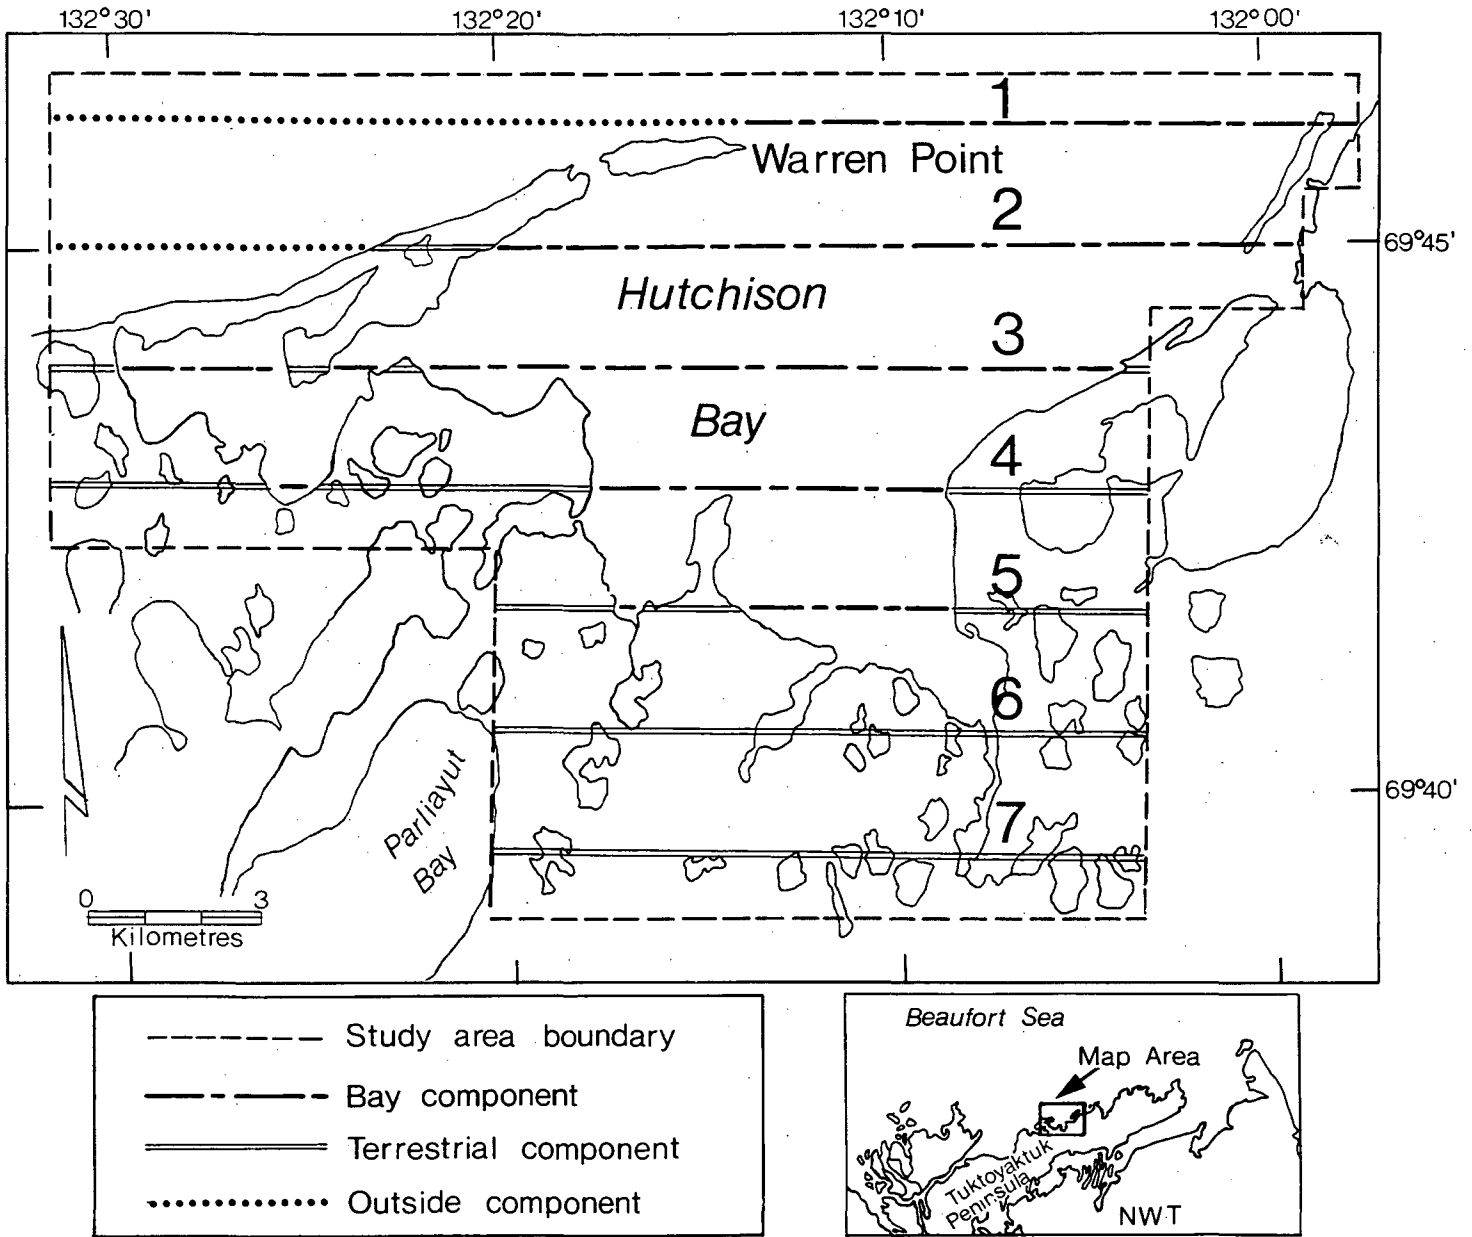 132°30' 132°20' 132°10' 132°00'
1
Warren Point
2
69°45'
Hutchison
3
Bay
4
5
6
69°40'
Parliayut
Bay
7
0 3
Kilometres
Study area boundary
Bay component
Terrestrial component
Outside component
Beaufort Sea
Map Area
Tuktoyaktuk
Peninsula
NWT